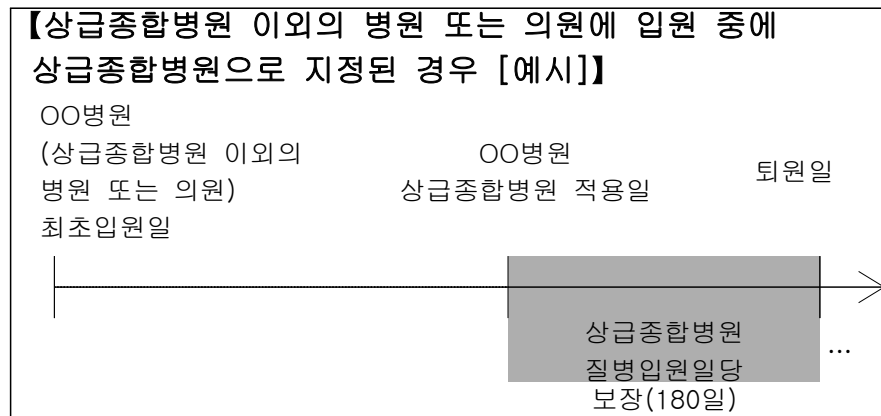 【상급종합병원 이외의 병원 또는 의원에 입원 중에
상급종합병원으로 지정된 경우 [예시]】
OO병원
(상급종합병원 이외의
병원 또는 의원)
최초입원일
OO병원
상급종합병원 적용일
퇴원일
상급종합병원
질병입원일당
보장(180일)
...